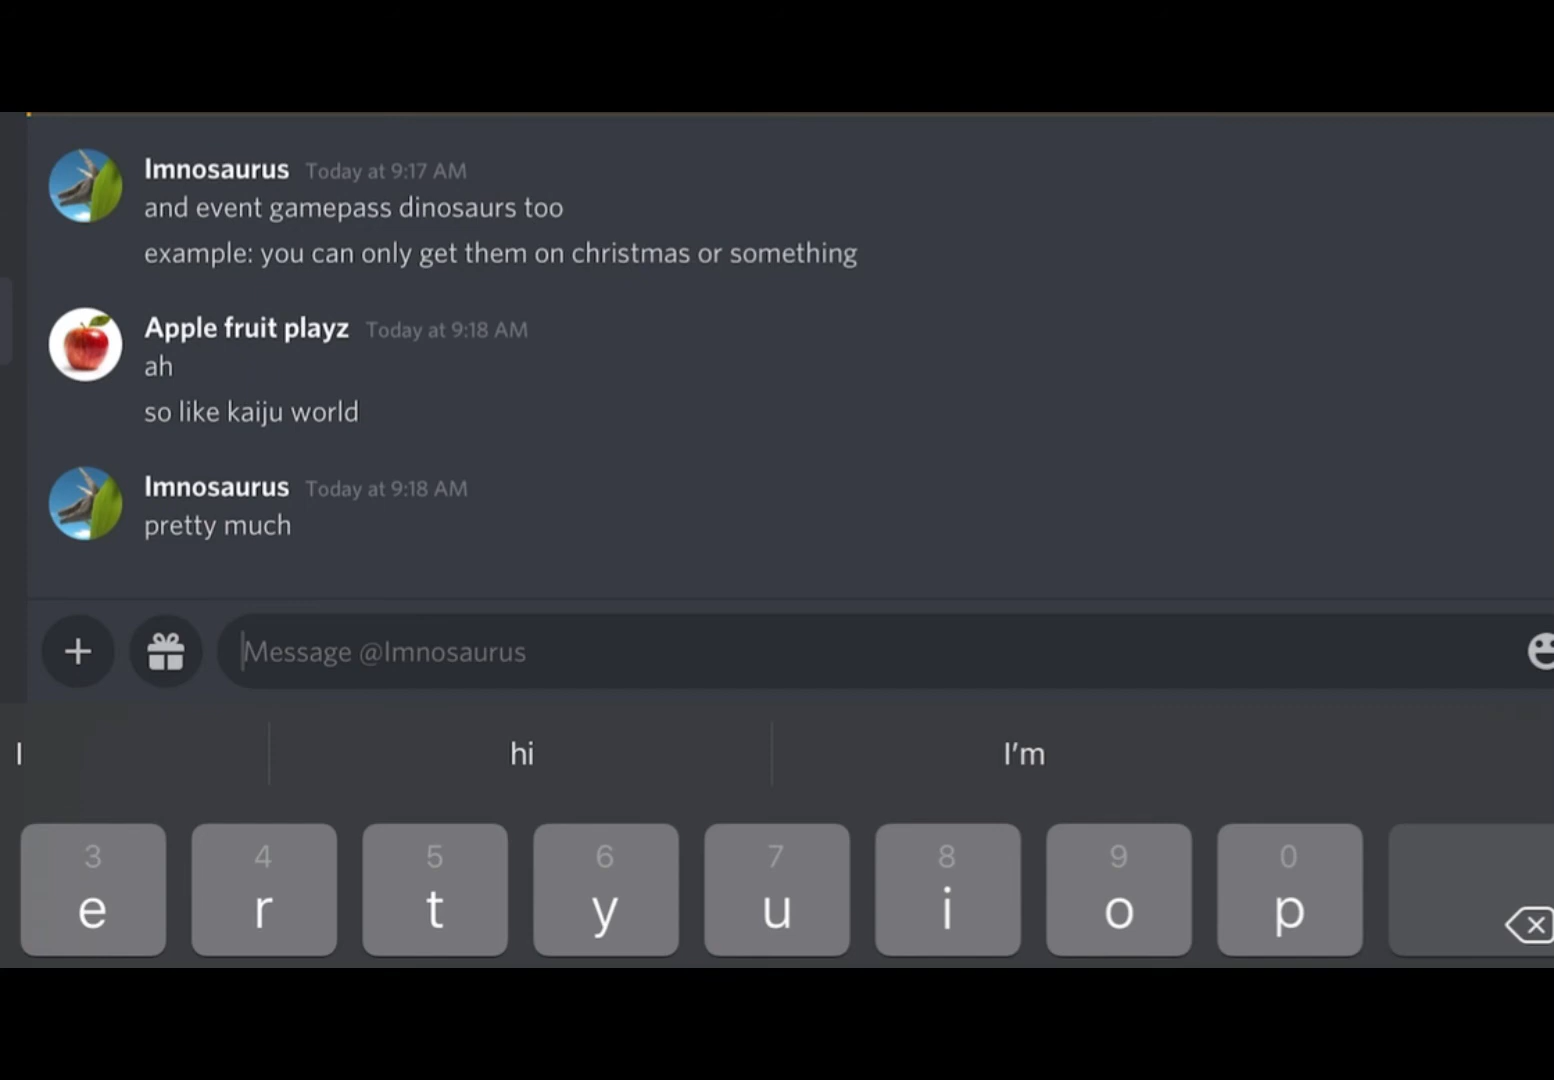 Imnosaurus Today at 9:17 AM
and event gamepass dinosaurs too
example: you can only get them on christmas or something
Apple fruit playz Today at 9:18 AM
ah
so like kaiju world
Imnosaurus Today at 9:18 AM
pretty much
Message @Imnosaurus
I hi I'm
3 4 5 6 7 8 9 0
e r t y u i o p